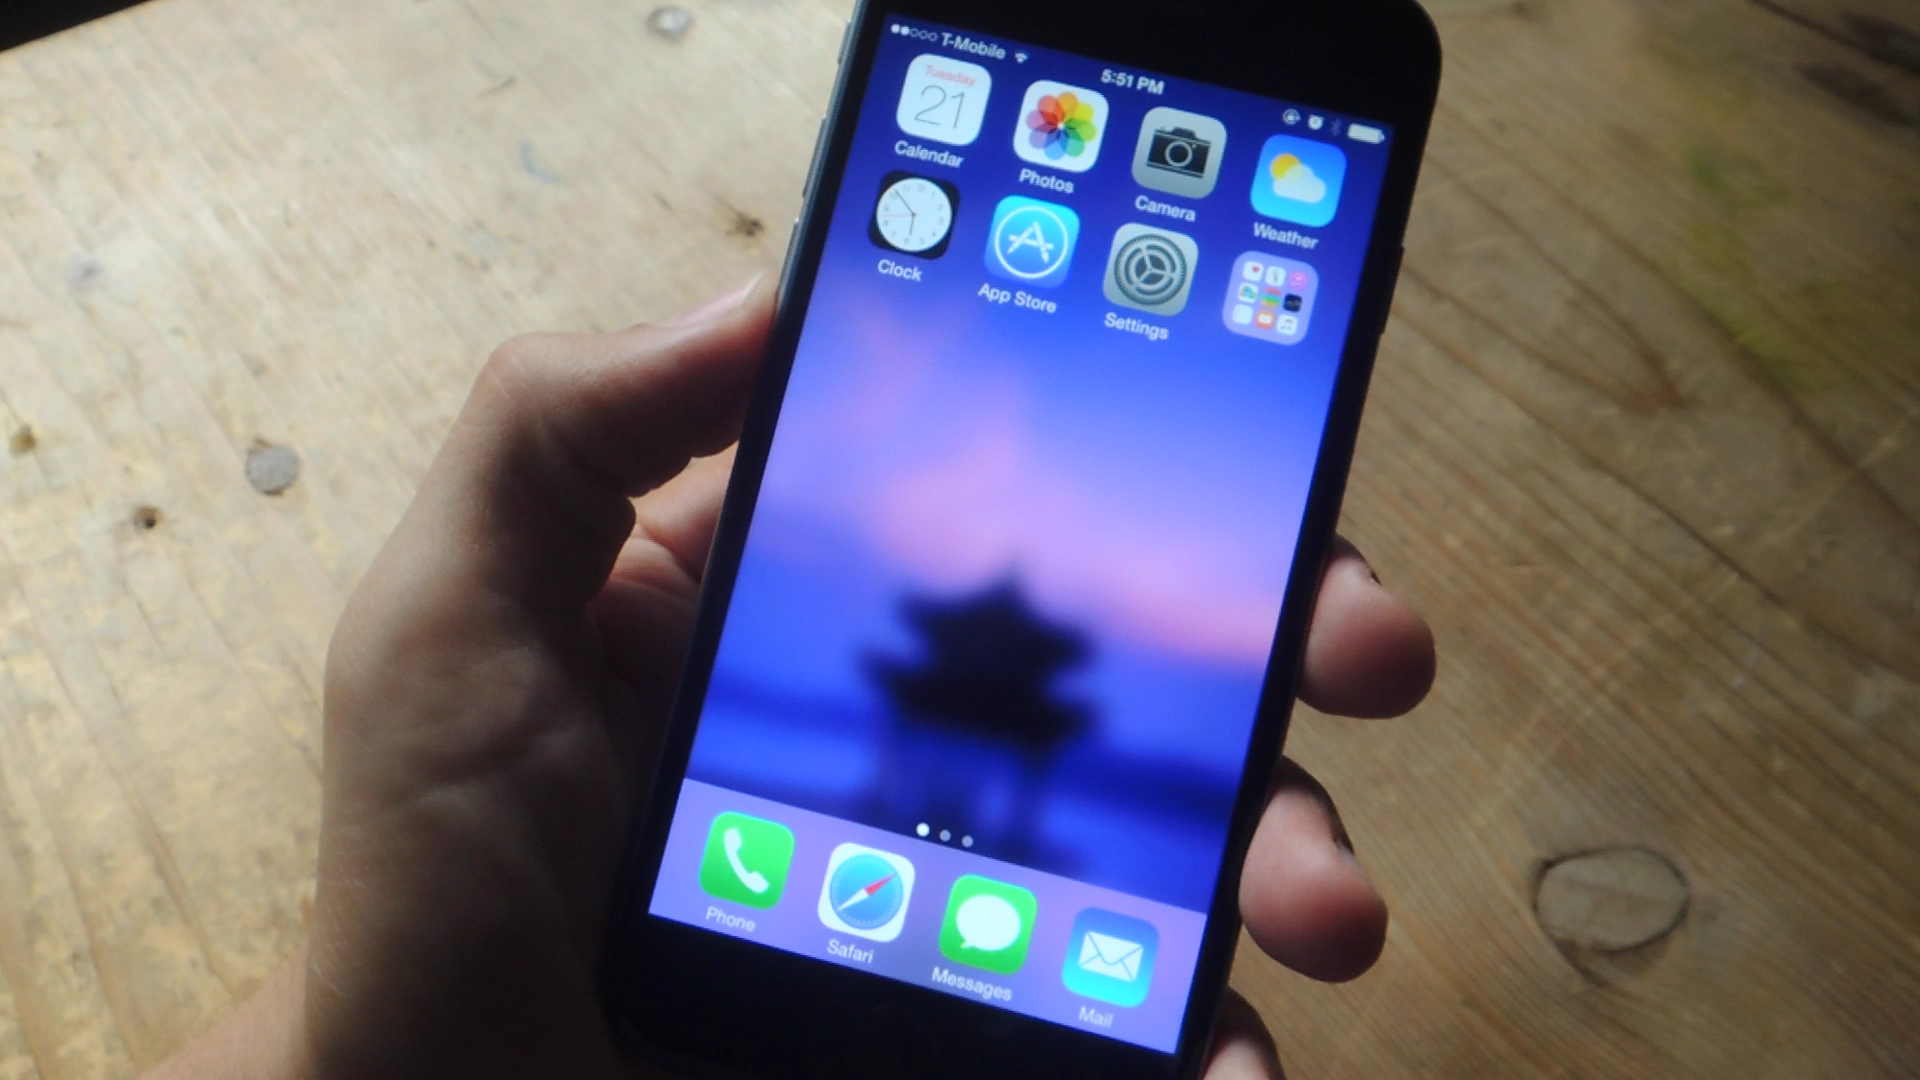 T-Mobile 5:51 PM
Tuesday
21
Calendar Photos Camera Weather
Clock App Store Settings
Phone Safari Messages Mail